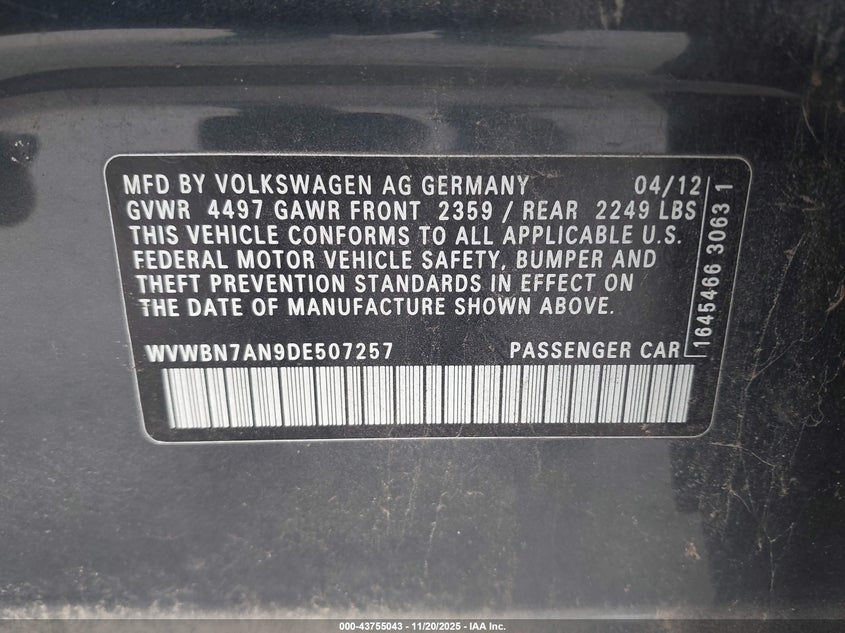 MFD BY VOLKSWAGEN AG GERMANY 04/12
GVWR 4497 GAWR FRONT 2359 / REAR 2249 LBS
THIS VEHICLE CONFORMS TO ALL APPLICABLE U.S.
FEDERAL MOTOR VEHICLE SAFETY, BUMPER AND
THEFT PREVENTION STANDARDS IN EFFECT ON
THE DATE OF MANUFACTURE SHOWN ABOVE.
WVWBN7AN9DE507257 PASSENGER CAR
1645466 3063 1
000-43755043 - 11/20/2025 - IAA Inc.